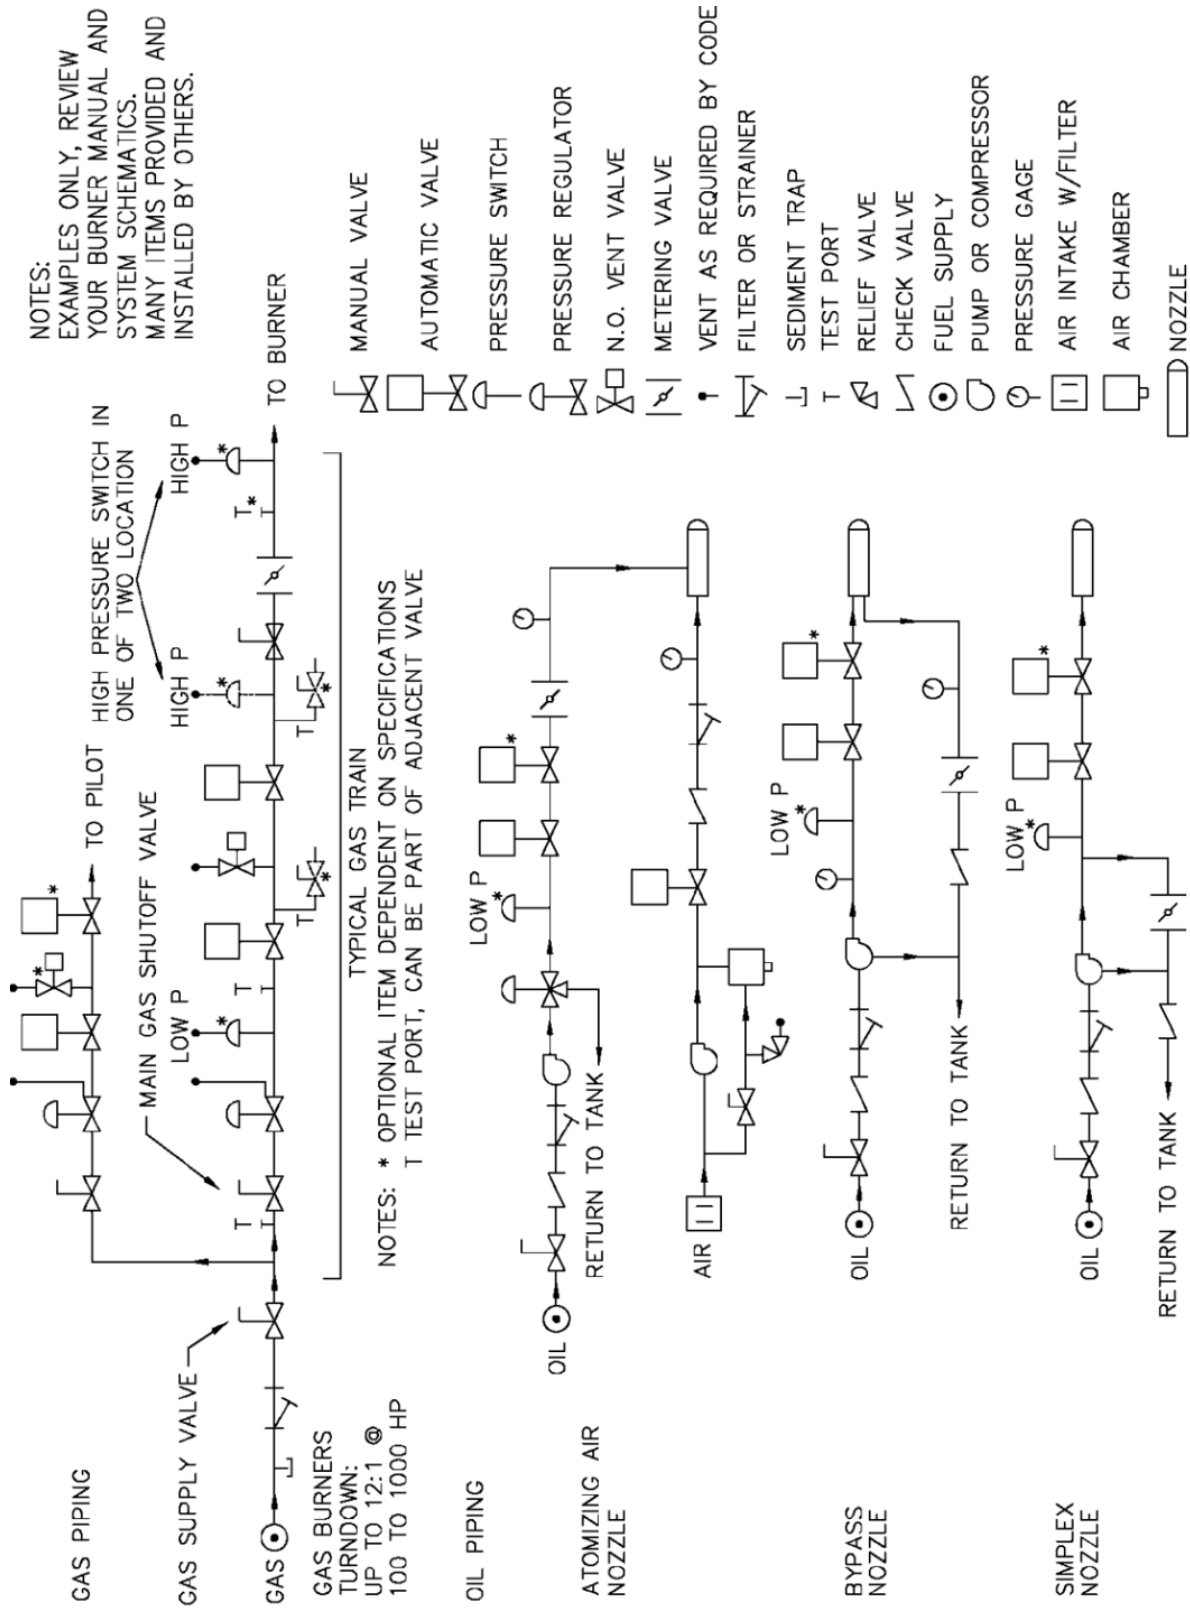 NOTES:
EXAMPLES ONLY, REVIEW
YOUR BURNER MANUAL AND
SYSTEM SCHEMATICS.
MANY ITEMS PROVIDED AND
INSTALLED BY OTHERS.
GAS PIPING
TO PILOT
*
*
HIGH PRESSURE SWITCH IN
ONE OF TWO LOCATION
MAIN GAS SHUTOFF VALVE
GAS SUPPLY VALVE
LOW P
HIGH P
HIGH P
*
*
*
T
T
T*
GAS
TO BURNER
T
*
T
*
GAS BURNERS
TURNDOWN:
UP TO 12:1 @
100 TO 1000 HP
TYPICAL GAS TRAIN
NOTES: * OPTIONAL ITEM DEPENDENT ON SPECIFICATIONS
T TEST PORT, CAN BE PART OF ADJACENT VALVE
OIL PIPING
ATOMIZING AIR
NOZZLE
LOW P
*
*
OIL
RETURN TO TANK
AIR
BYPASS
NOZZLE
LOW P
*
*
OIL
RETURN TO TANK
SIMPLEX
NOZZLE
LOW P
*
*
OIL
RETURN TO TANK
MANUAL VALVE
AUTOMATIC VALVE
PRESSURE SWITCH
PRESSURE REGULATOR
N.O. VENT VALVE
METERING VALVE
VENT AS REQUIRED BY CODE
FILTER OR STRAINER
SEDIMENT TRAP
T TEST PORT
RELIEF VALVE
CHECK VALVE
FUEL SUPPLY
PUMP OR COMPRESSOR
PRESSURE GAGE
AIR INTAKE W/FILTER
AIR CHAMBER
NOZZLE